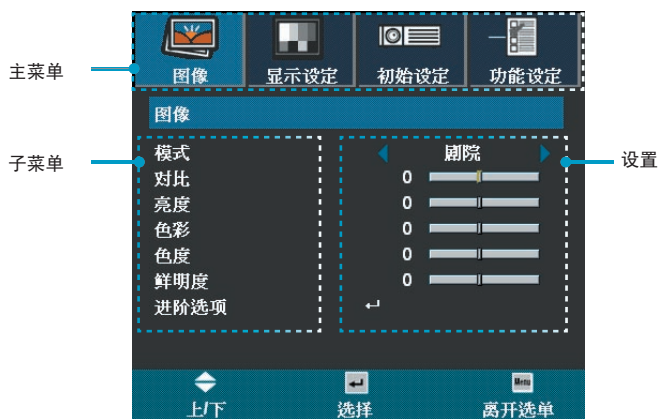 主菜单
图像 显示设定 初始设定 功能设定
图像
子菜单
模式 剧院
设置
对比 0
亮度 0
色彩 0
色度 0
鲜明度 0
进阶选项
Menu
上/下 选择 离开选单